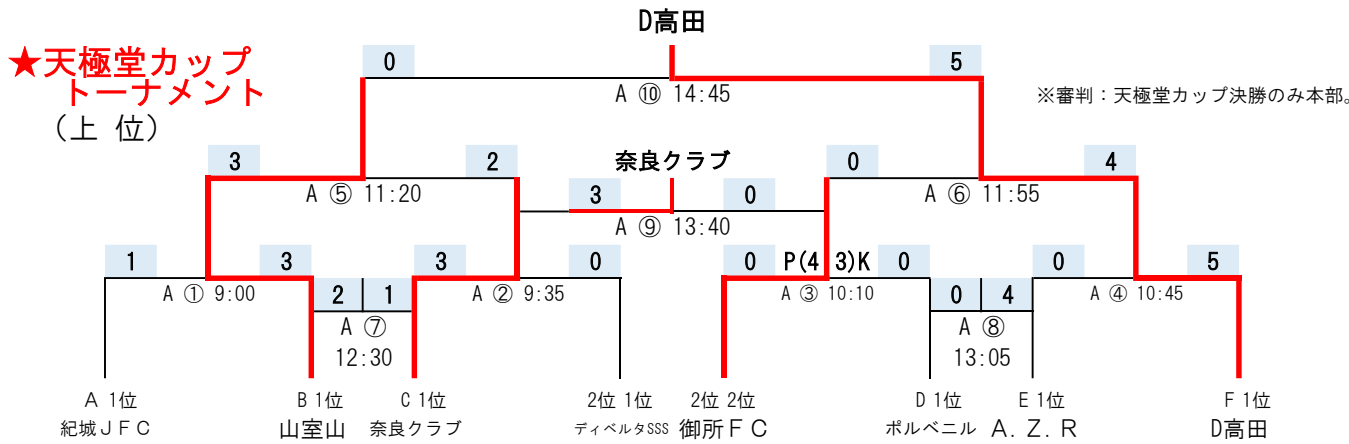 D高田
★天極堂カップ
トーナメント
(上 位)
0
5
A ⑩ 14:45
※審判：天極堂カップ決勝のみ本部。
3
2
奈良クラブ
0
4
A ⑤ 11:20
3
0
A ⑥ 11:55
A ⑨ 13:40
1
3
3
0
0
P(4 3)K
0
0
5
A ① 9:00
2
1
A ② 9:35
A ③ 10:10
0
4
A ④ 10:45
A ⑦
12:30
A ⑧
13:05
A 1位
B 1位
C 1位
2位 1位
2位 2位
D 1位
E 1位
F 1位
紀城ＪＦＣ
山室山
奈良クラブ
ディベルタSSS
御所ＦＣ
ポルベニル
A. Z. R
D高田